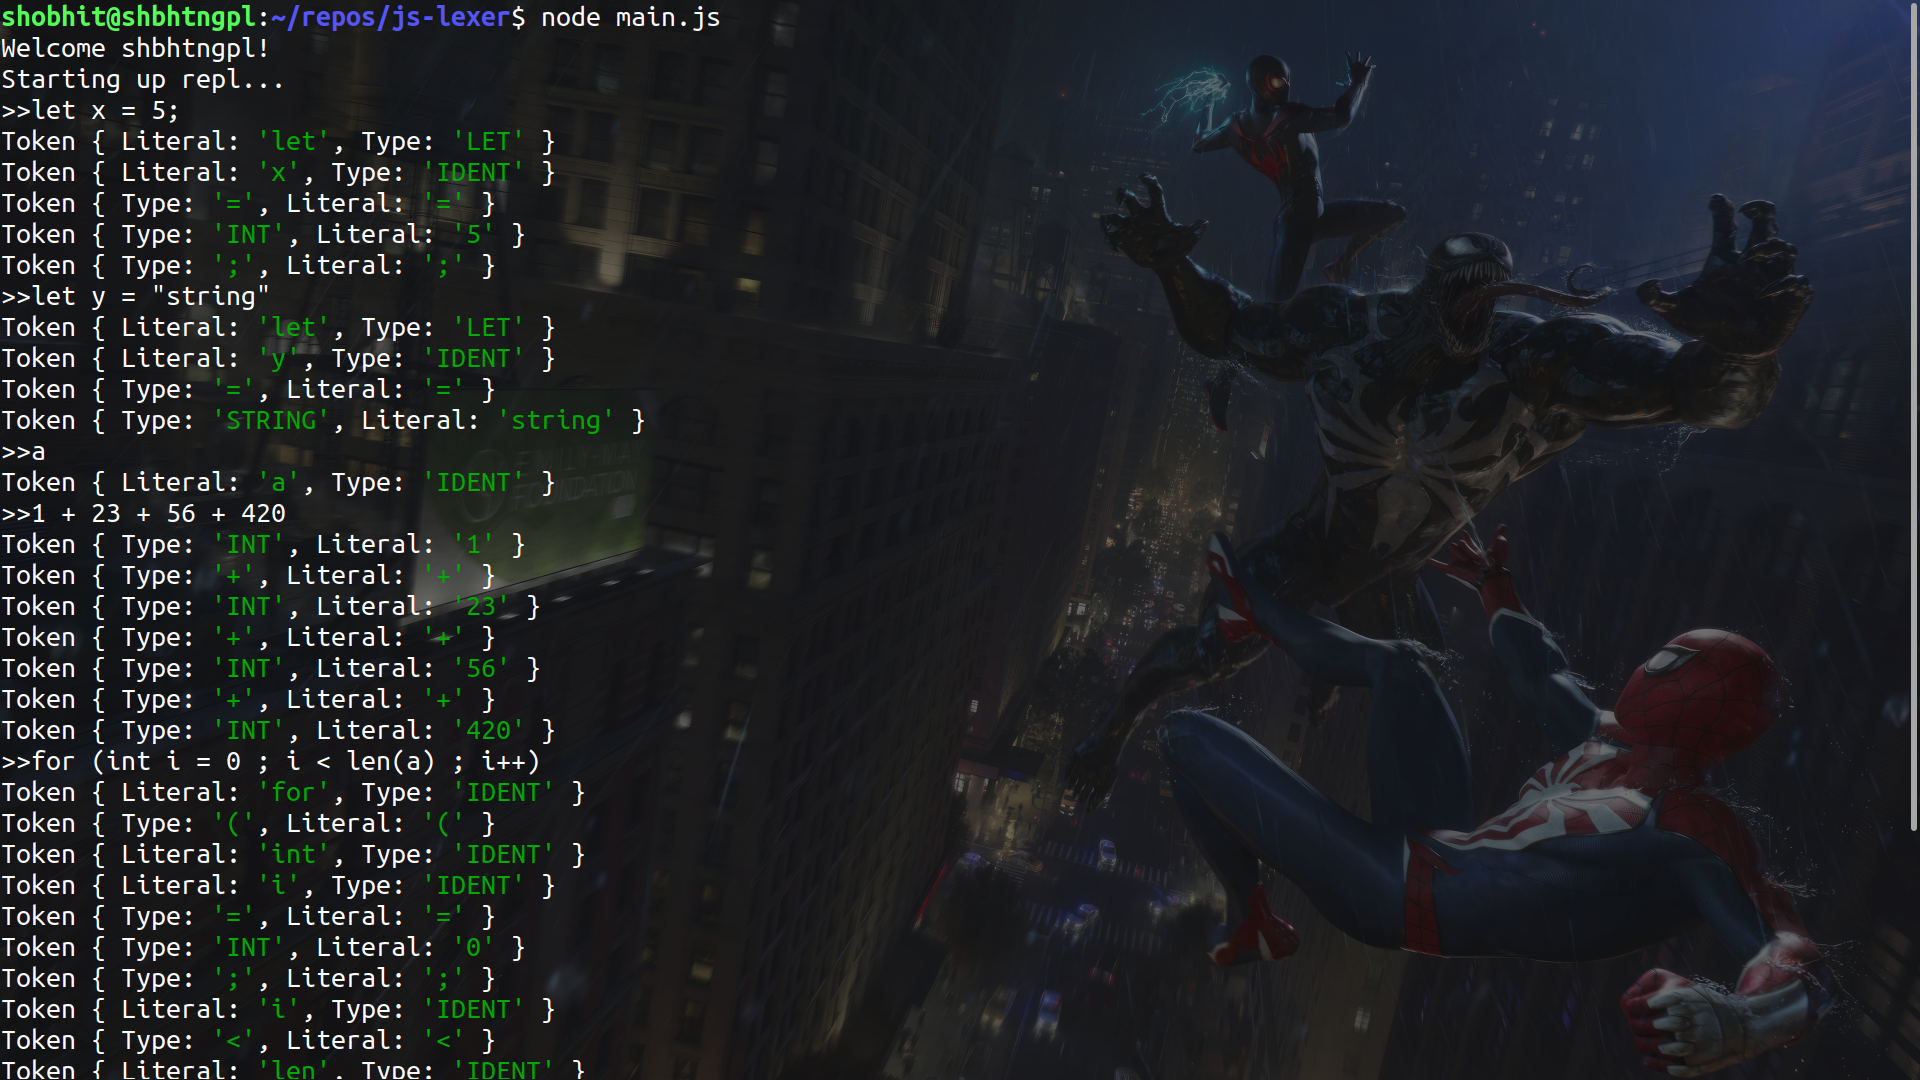 shobhit@shbhtngpl:~/repos/js-lexer$ node main.js
Welcome shbhtngpl!
Starting up repl...
>>let x = 5;
Token { Literal: 'let', Type: 'LET' }
Token { Literal: 'x', Type: 'IDENT' }
Token { Type: '=', Literal: '=' }
Token { Type: 'INT', Literal: '5' }
Token { Type: ';', Literal: ';' }
>>let y = "string"
Token { Literal: 'let', Type: 'LET' }
Token { Literal: 'y', Type: 'IDENT' }
Token { Type: '=', Literal: '=' }
Token { Type: 'STRING', Literal: 'string' }
>>a
Token { Literal: 'a', Type: 'IDENT' }
>>1 + 23 + 56 + 420
Token { Type: 'INT', Literal: '1' }
Token { Type: '+', Literal: '+' }
Token { Type: 'INT', Literal: '23' }
Token { Type: '+', Literal: '+' }
Token { Type: 'INT', Literal: '56' }
Token { Type: '+', Literal: '+' }
Token { Type: 'INT', Literal: '420' }
>>for (int i = 0 ; i < len(a) ; i++)
Token { Literal: 'for', Type: 'IDENT' }
Token { Type: '(', Literal: '(' }
Token { Literal: 'int', Type: 'IDENT' }
Token { Literal: 'i', Type: 'IDENT' }
Token { Type: '=', Literal: '=' }
Token { Type: 'INT', Literal: '0' }
Token { Type: ';', Literal: ';' }
Token { Literal: 'i', Type: 'IDENT' }
Token { Type: '<', Literal: '<' }
Token { Literal: 'len', Type: 'IDENT' }